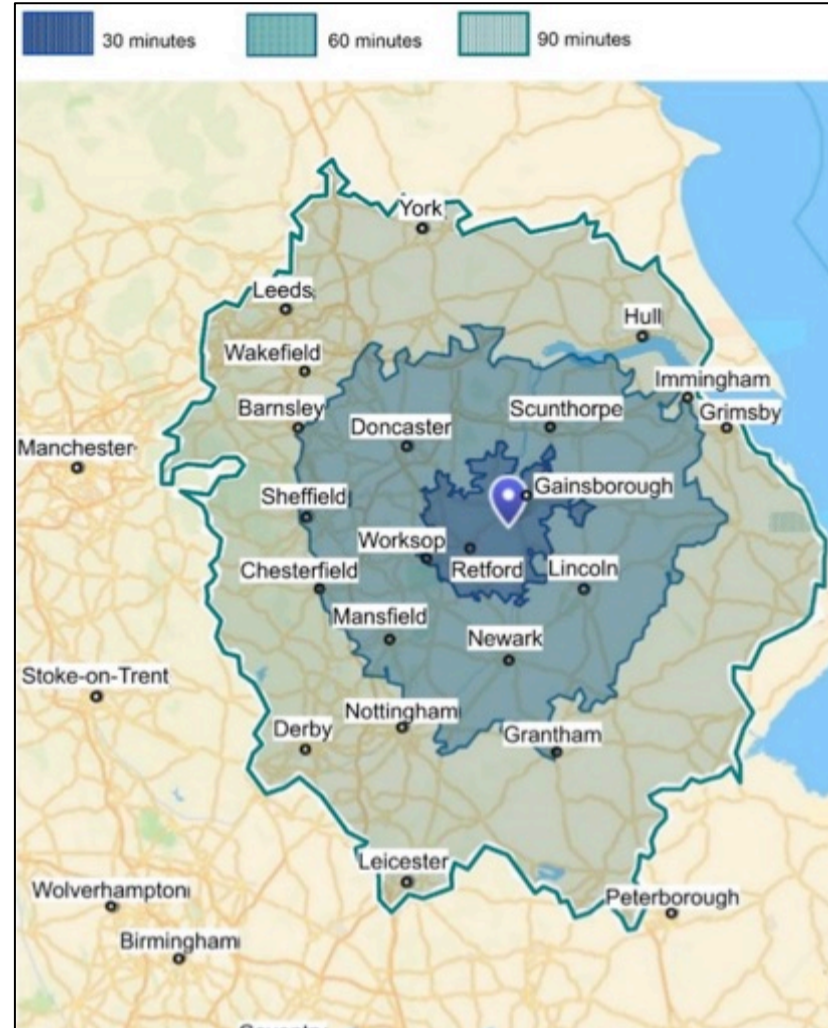 30 minutes
60 minutes
90 minutes
York
Leeds
Hull
Wakefield
Immingham
Barnsley
Scunthorpe
Grimsby
Doncaster
Manchester
Gainsborough
Sheffield
Worksop
Chesterfield
Retford
Lincoln
Mansfield
Newark
Stoke-on-Trent
Nottingham
Derby
Grantham
Leicester
Wolverhampton
Peterborough
Birmingham